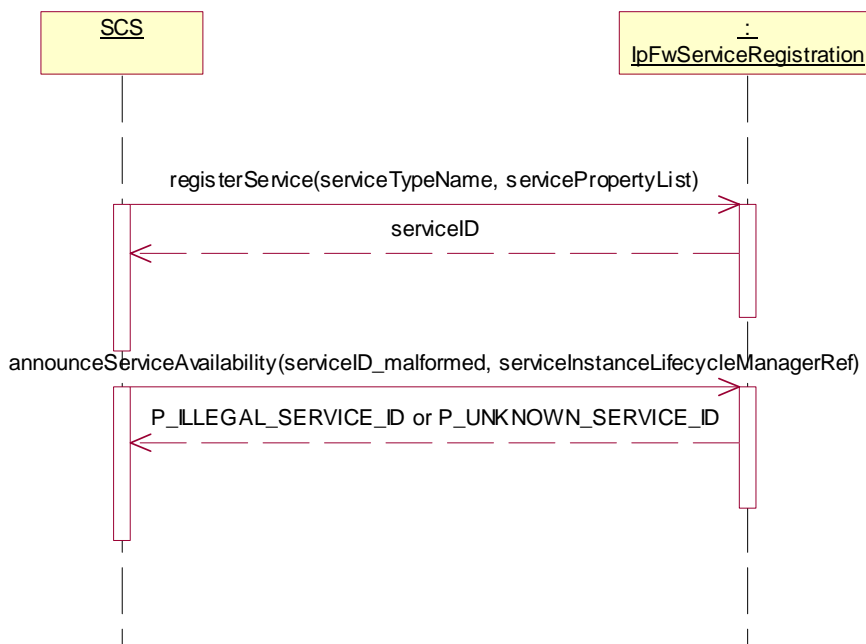 SCS
:
IpFwServiceRegistration
registerService(serviceTypeName, servicePropertyList)
serviceID
announceServiceAvailability(serviceID_malformed, serviceInstanceLifecycleManagerRef)
P_ILLEGAL_SERVICE_ID or P_UNKNOWN_SERVICE_ID